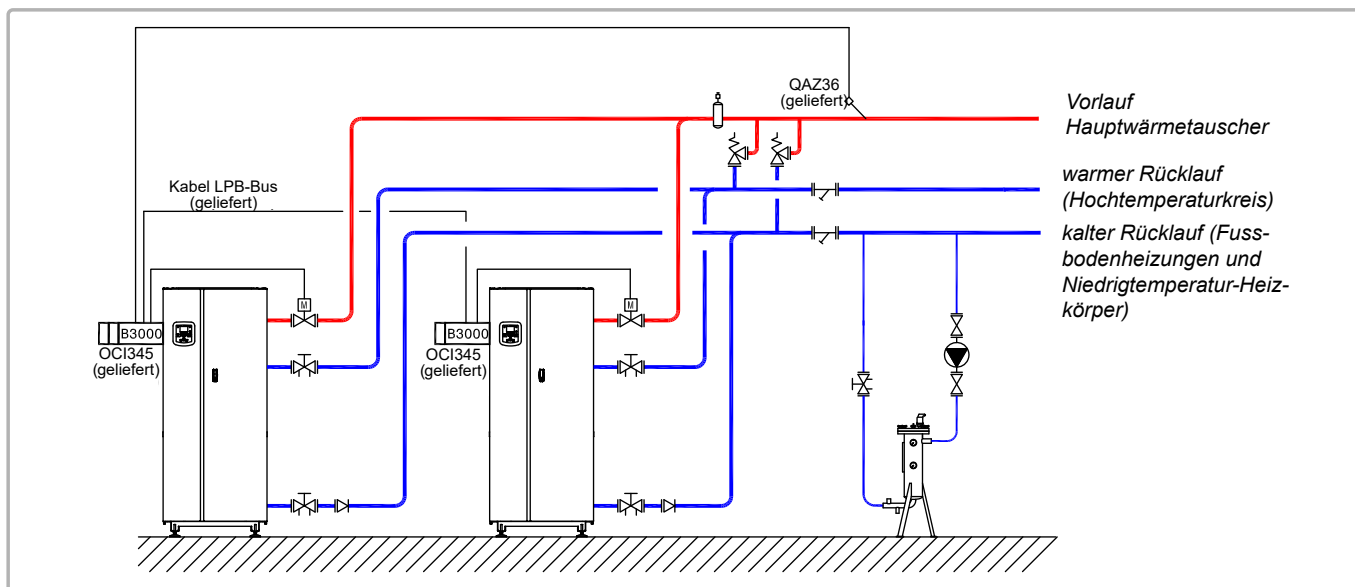 QAZ36
(geliefert)
Vorlauf
Hauptwärmetauscher
Kabel LPB-Bus
(geliefert)
warmer Rücklauf
(Hochtemperaturkreis)
kalter Rücklauf (Fuss-
bodenheizungen und
Niedrigtemperatur-Heiz-
körper)
M
M
B3000
OCI345
(geliefert)
B3000
OCI345
(geliefert)